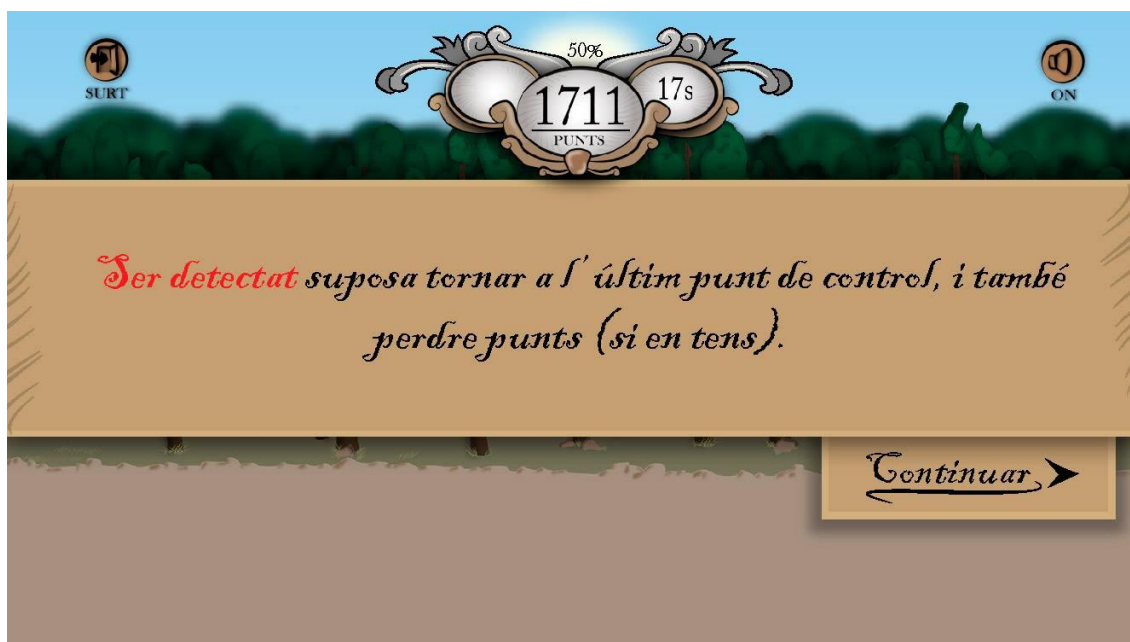 50%
SURT
1711
PUNTS
17s
ON
Ser detectat suposa tornar a l' últim punt de control, i també
perdre punts (si en tens).
Continuar